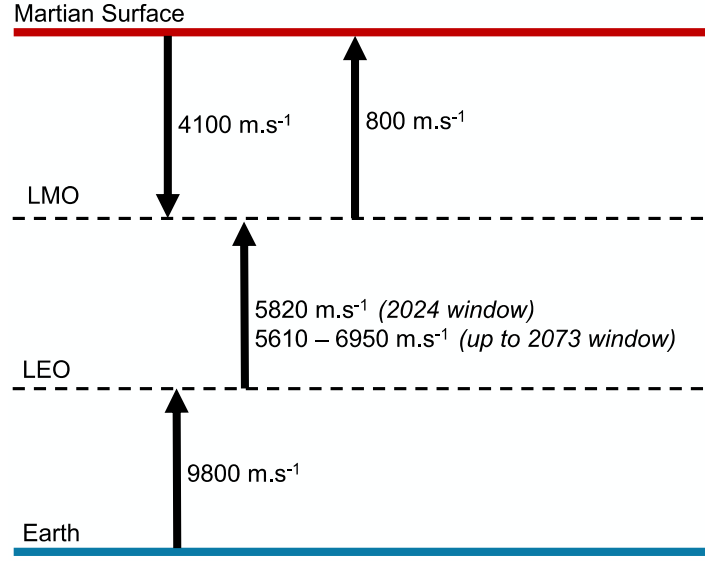 Martian Surface
4100 m.s-1
800 m.s-1
LMO
5820 m.s-1 (2024 window)
5610 – 6950 m.s-1 (up to 2073 window)
LEO
9800 m.s-1
Earth